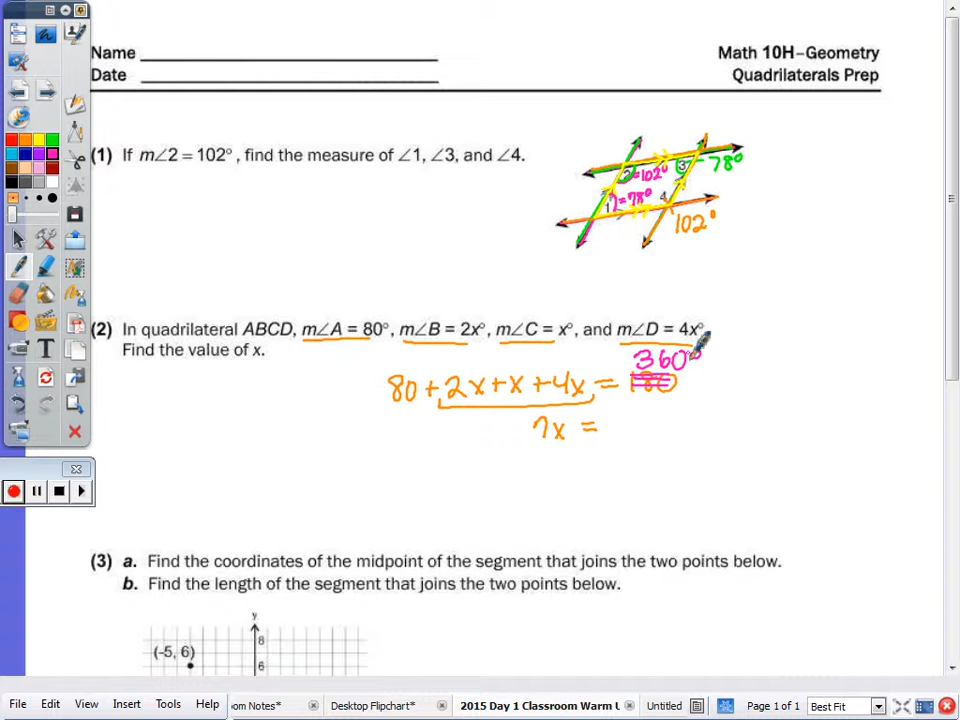 Name
Math 10H–Geometry
Date
Quadrilaterals Prep
(1) If m∠2 = 102°, find the measure of ∠1, ∠3, and ∠4.
2 = 102°
3
78°
1 = 78°
4
102°
(2) In quadrilateral ABCD, m∠A = 80°, m∠B = 2x°, m∠C = x°, and m∠D = 4x°.
Find the value of x.
360°
80 + 2x + x + 4x = 180
7x =
(3) a. Find the coordinates of the midpoint of the segment that joins the two points below.
b. Find the length of the segment that joins the two points below.
y
8
(-5, 6)
6
File Edit View Insert Tools Help
om Notes*
Desktop Flipchart*
2015 Day 1 Classroom Warm U
Untitled
Page 1 of 1
Best Fit